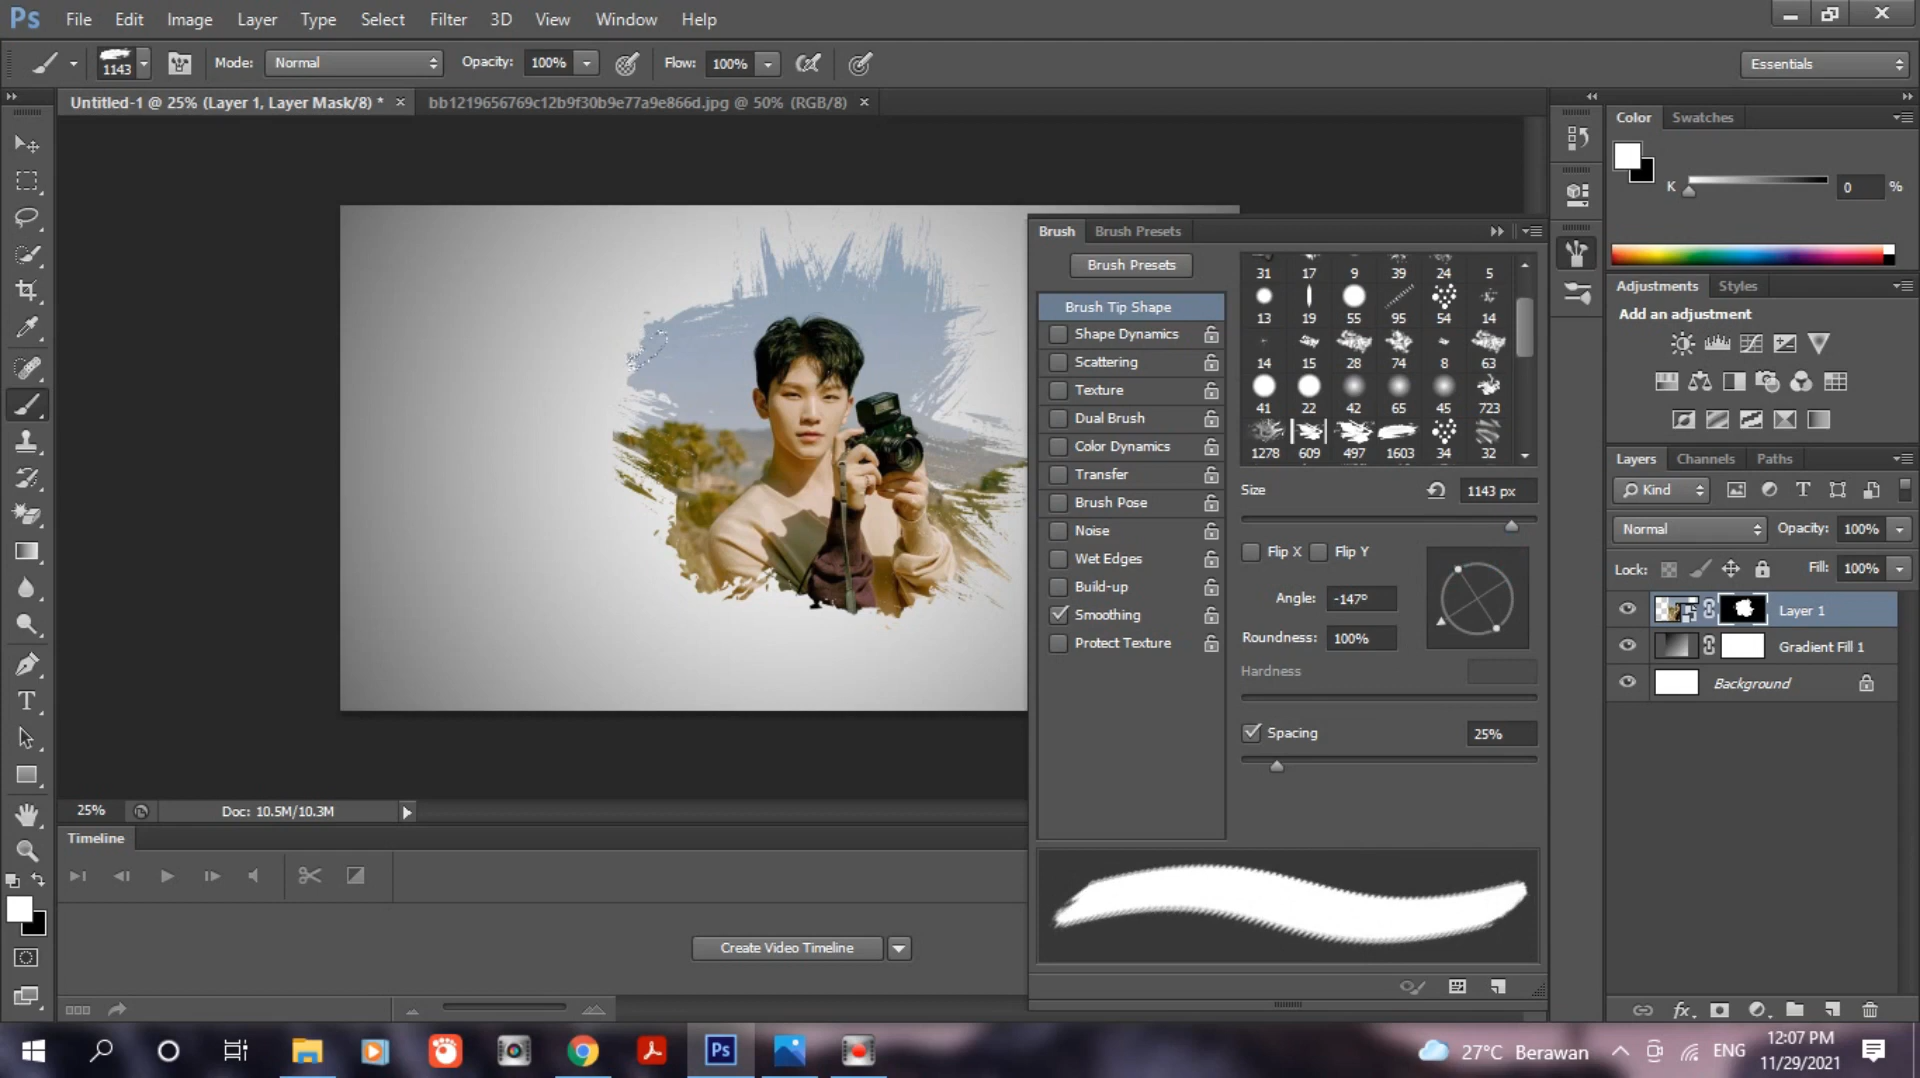 Ps File Edit Image Layer Type Select Filter 3D View Window Help
1143 Mode: Normal Opacity: 100% Flow: 100% Essentials
Untitled-1 @ 25% (Layer 1, Layer Mask/8) * × bb1219656769c12b9f30b9e77a9e866d.jpg @ 50% (RGB/8) ×
Color Swatches
K 0 %
Brush Brush Presets
Brush Presets
Brush Tip Shape
Shape Dynamics
Scattering
Texture
Dual Brush
Color Dynamics
Transfer
Brush Pose
Noise
Wet Edges
Build-up
Smoothing
Protect Texture
31 17 9 39 24 5
13 19 55 95 54 14
14 15 28 74 8 63
41 22 42 65 45 723
1278 609 497 1603 34 32
Size 1143 px
Flip X Flip Y
Angle: -147º
Roundness: 100%
Hardness
Spacing 25%
Adjustments Styles
Add an adjustment
Layers Channels Paths
Kind
Normal Opacity: 100%
Lock: Fill: 100%
Layer 1
Gradient Fill 1
Background
25% Doc: 10.5M/10.3M
Timeline
Create Video Timeline
fx
Ps 27°C Berawan ENG 12:07 PM
11/29/2021